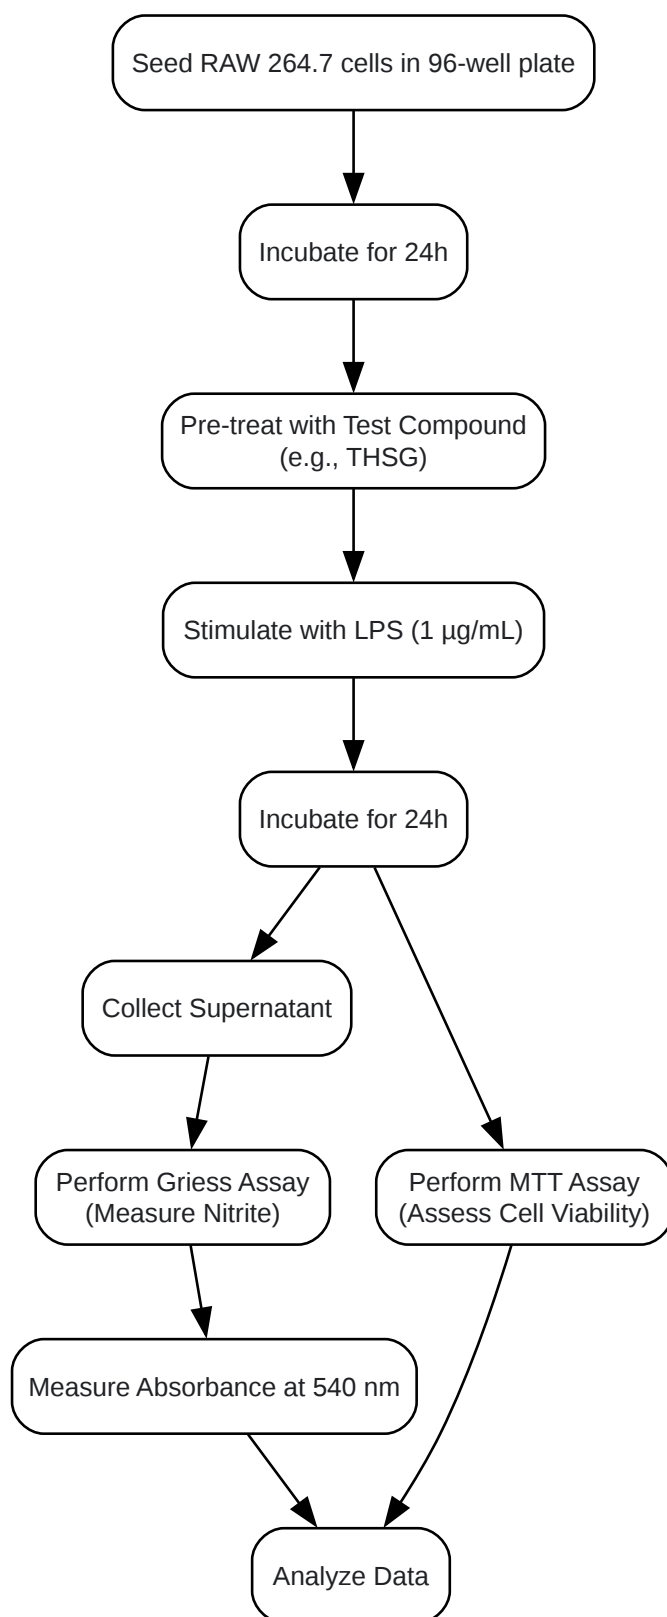 Seed RAW 264.7 cells in 96-well plate
Incubate for 24h
Pre-treat with Test Compound
(e.g., THSG)
Stimulate with LPS (1 µg/mL)
Incubate for 24h
Collect Supernatant
Perform Griess Assay
(Measure Nitrite)
Perform MTT Assay
(Assess Cell Viability)
Measure Absorbance at 540 nm
Analyze Data